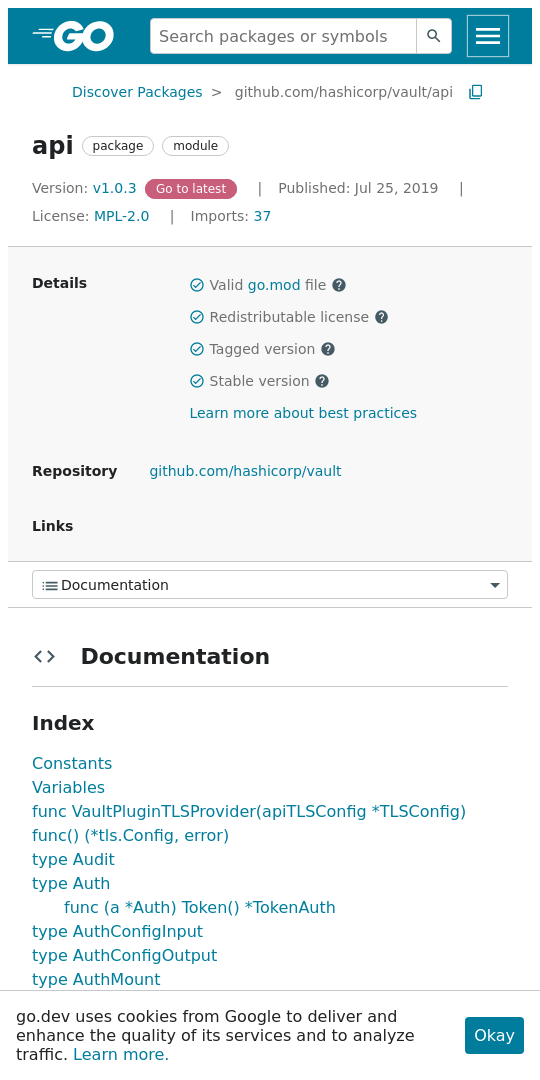 GO
Search packages or symbols
Discover Packages > github.com/hashicorp/vault/api
api package module
Version: v1.0.3 Go to latest | Published: Jul 25, 2019 |
License: MPL-2.0 | Imports: 37
Details
Valid go.mod file ?
Redistributable license ?
Tagged version ?
Stable version ?
Learn more about best practices
Repository github.com/hashicorp/vault
Links
Documentation
Documentation
Index
Constants
Variables
func VaultPluginTLSProvider(apiTLSConfig *TLSConfig)
func() (*tls.Config, error)
type Audit
type Auth
func (a *Auth) Token() *TokenAuth
type AuthConfigInput
type AuthConfigOutput
type AuthMount
go.dev uses cookies from Google to deliver and
enhance the quality of its services and to analyze
traffic. Learn more.
Okay